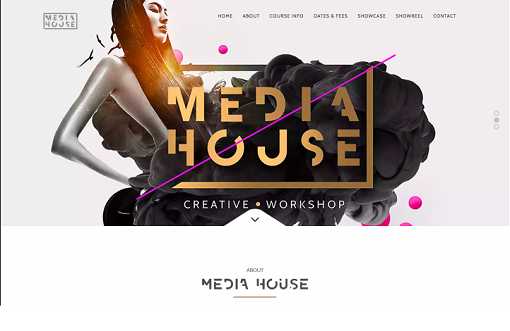 MEDIA
HOUSE
HOME ABOUT COURSE INFO DATES & FEES SHOWCASE SHOWREEL CONTACT
MEDIA
HOUSE
CREATIVE • WORKSHOP
ABOUT
MEDIA HOUSE